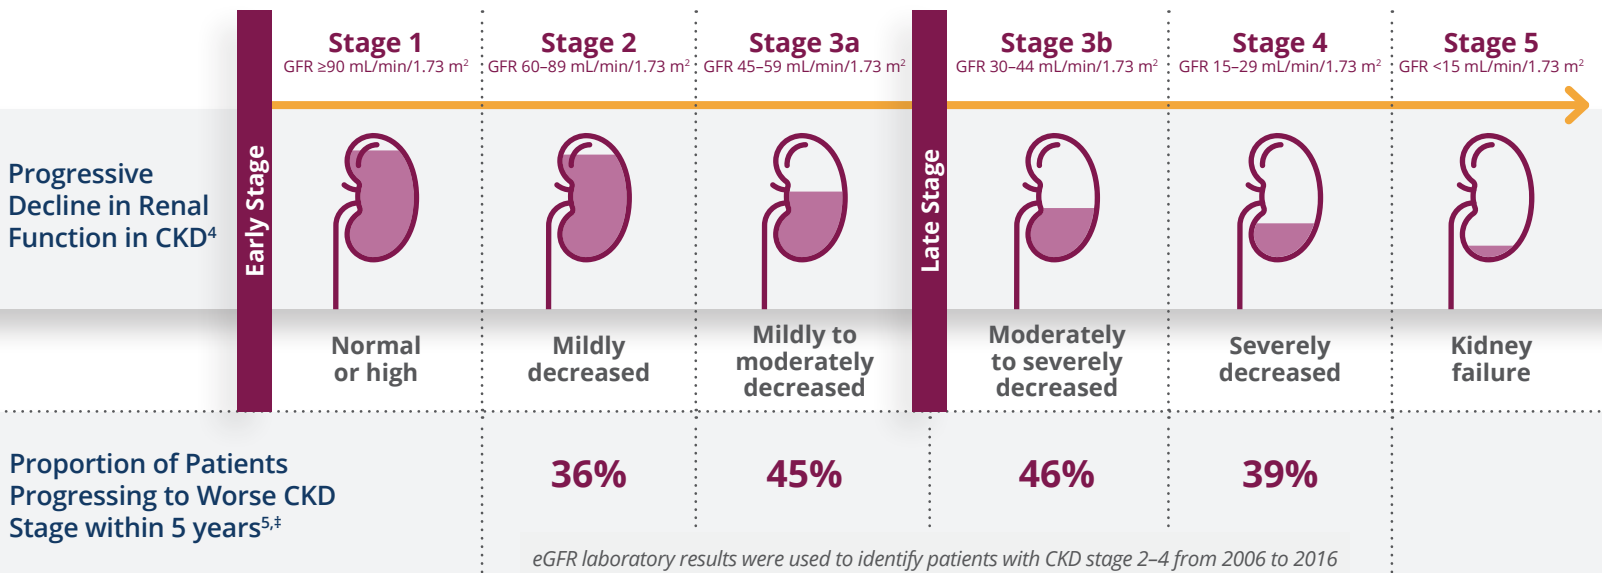 Stage 1
GFR ≥90 mL/min/1.73 m²
Stage 2
GFR 60–89 mL/min/1.73 m²
Stage 3a
GFR 45–59 mL/min/1.73 m²
Stage 3b
GFR 30–44 mL/min/1.73 m²
Stage 4
GFR 15–29 mL/min/1.73 m²
Stage 5
GFR <15 mL/min/1.73 m²
Progressive
Decline in Renal
Function in CKD⁴
Early Stage
Late Stage
Normal
or high
Mildly
decreased
Mildly to
moderately
decreased
Moderately
to severely
decreased
Severely
decreased
Kidney
failure
Proportion of Patients
Progressing to Worse CKD
Stage within 5 years⁵,‡
36%
45%
46%
39%
eGFR laboratory results were used to identify patients with CKD stage 2–4 from 2006 to 2016